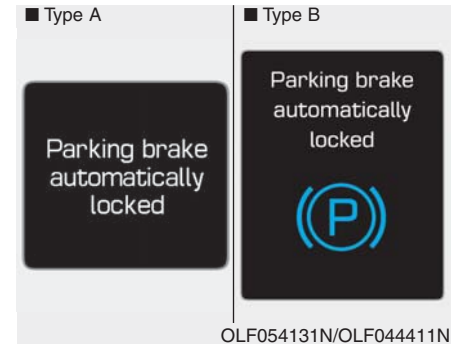 ■ Type A
Parking brake
automatically
locked
■ Type B
Parking brake
automatically
locked
P
OLF054131N/OLF044411N